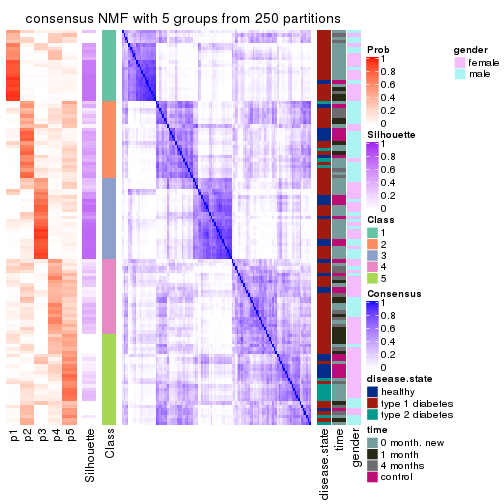 consensus NMF with 5 groups from 250 partitions
Prob
1
0.8
0.6
0.4
0.2
0
gender
female
male
Silhouette
1
0.8
0.6
0.4
0.2
0
Class
1
2
3
4
5
Consensus
1
0.8
0.6
0.4
0.2
0
disease.state
healthy
type 1 diabetes
type 2 diabetes
time
0 month, new
1 month
4 months
control
p1
p2
p3
p4
p5
Silhouette
Class
disease.state
time
gender